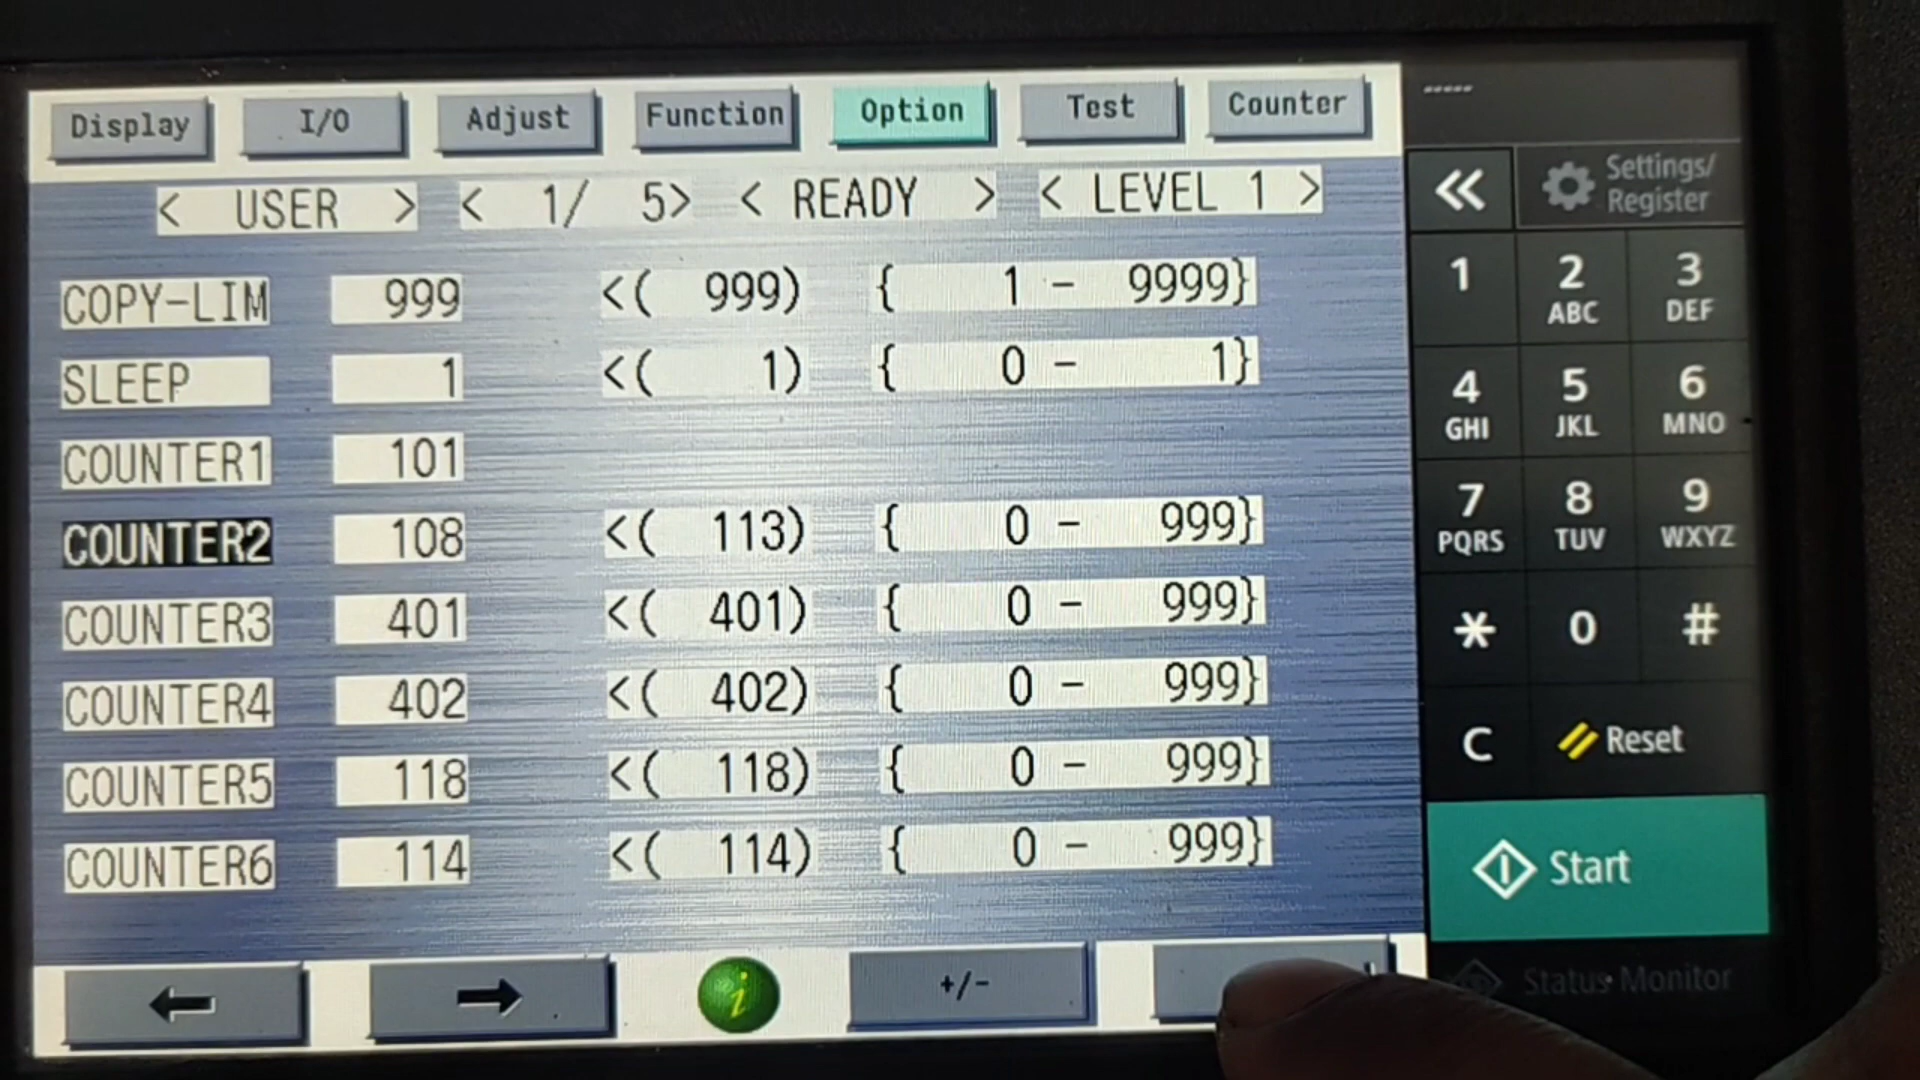 Display I/O Adjust Function Option Test Counter
-----
< USER > < 1/ 5> < READY > < LEVEL 1 >
Settings/
Register
COPY-LIM 999 <( 999) { 1 - 9999}
SLEEP 1 <( 1) { 0 - 1}
COUNTER1 101
COUNTER2 108 <( 113) { 0 - 999}
COUNTER3 401 <( 401) { 0 - 999}
COUNTER4 402 <( 402) { 0 - 999}
COUNTER5 118 <( 118) { 0 - 999}
COUNTER6 114 <( 114) { 0 - 999}
+/-
1 2 3
ABC DEF
4 5 6
GHI JKL MNO
7 8 9
PQRS TUV WXYZ
* 0 #
C Reset
Start
Status Monitor